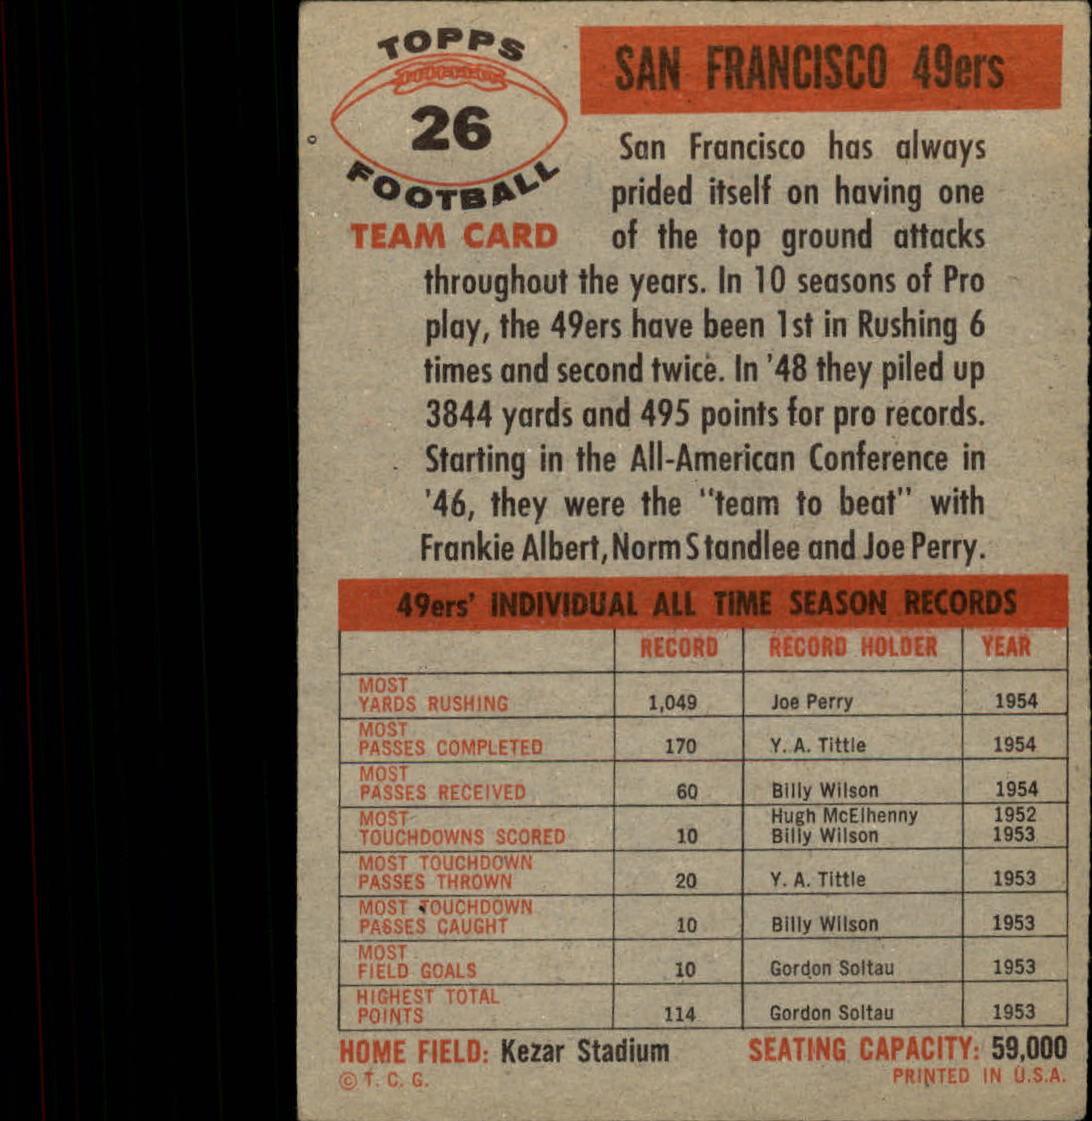 TOPPS
26
FOOTBALL
TEAM CARD
SAN FRANCISCO 49ers
San Francisco has always
prided itself on having one
of the top ground attacks
throughout the years. In 10 seasons of Pro
play, the 49ers have been 1st in Rushing 6
times and second twice. In '48 they piled up
3844 yards and 495 points for pro records.
Starting in the All-American Conference in
'46, they were the "team to beat" with
Frankie Albert, Norm Standlee and Joe Perry.
49ers' INDIVIDUAL ALL TIME SEASON RECORDS
RECORD RECORD HOLDER YEAR
MOST
YARDS RUSHING 1,049 Joe Perry 1954
MOST
PASSES COMPLETED 170 Y. A. Tittle 1954
MOST
PASSES RECEIVED 60 Billy Wilson 1954
MOST Hugh McElhenny 1952
TOUCHDOWNS SCORED 10 Billy Wilson 1953
MOST TOUCHDOWN
PASSES THROWN 20 Y. A. Tittle 1953
MOST TOUCHDOWN
PASSES CAUGHT 10 Billy Wilson 1953
MOST
FIELD GOALS 10 Gordon Soltau 1953
HIGHEST TOTAL
POINTS 114 Gordon Soltau 1953
HOME FIELD: Kezar Stadium SEATING CAPACITY: 59,000
© T. C. G. PRINTED IN U.S.A.